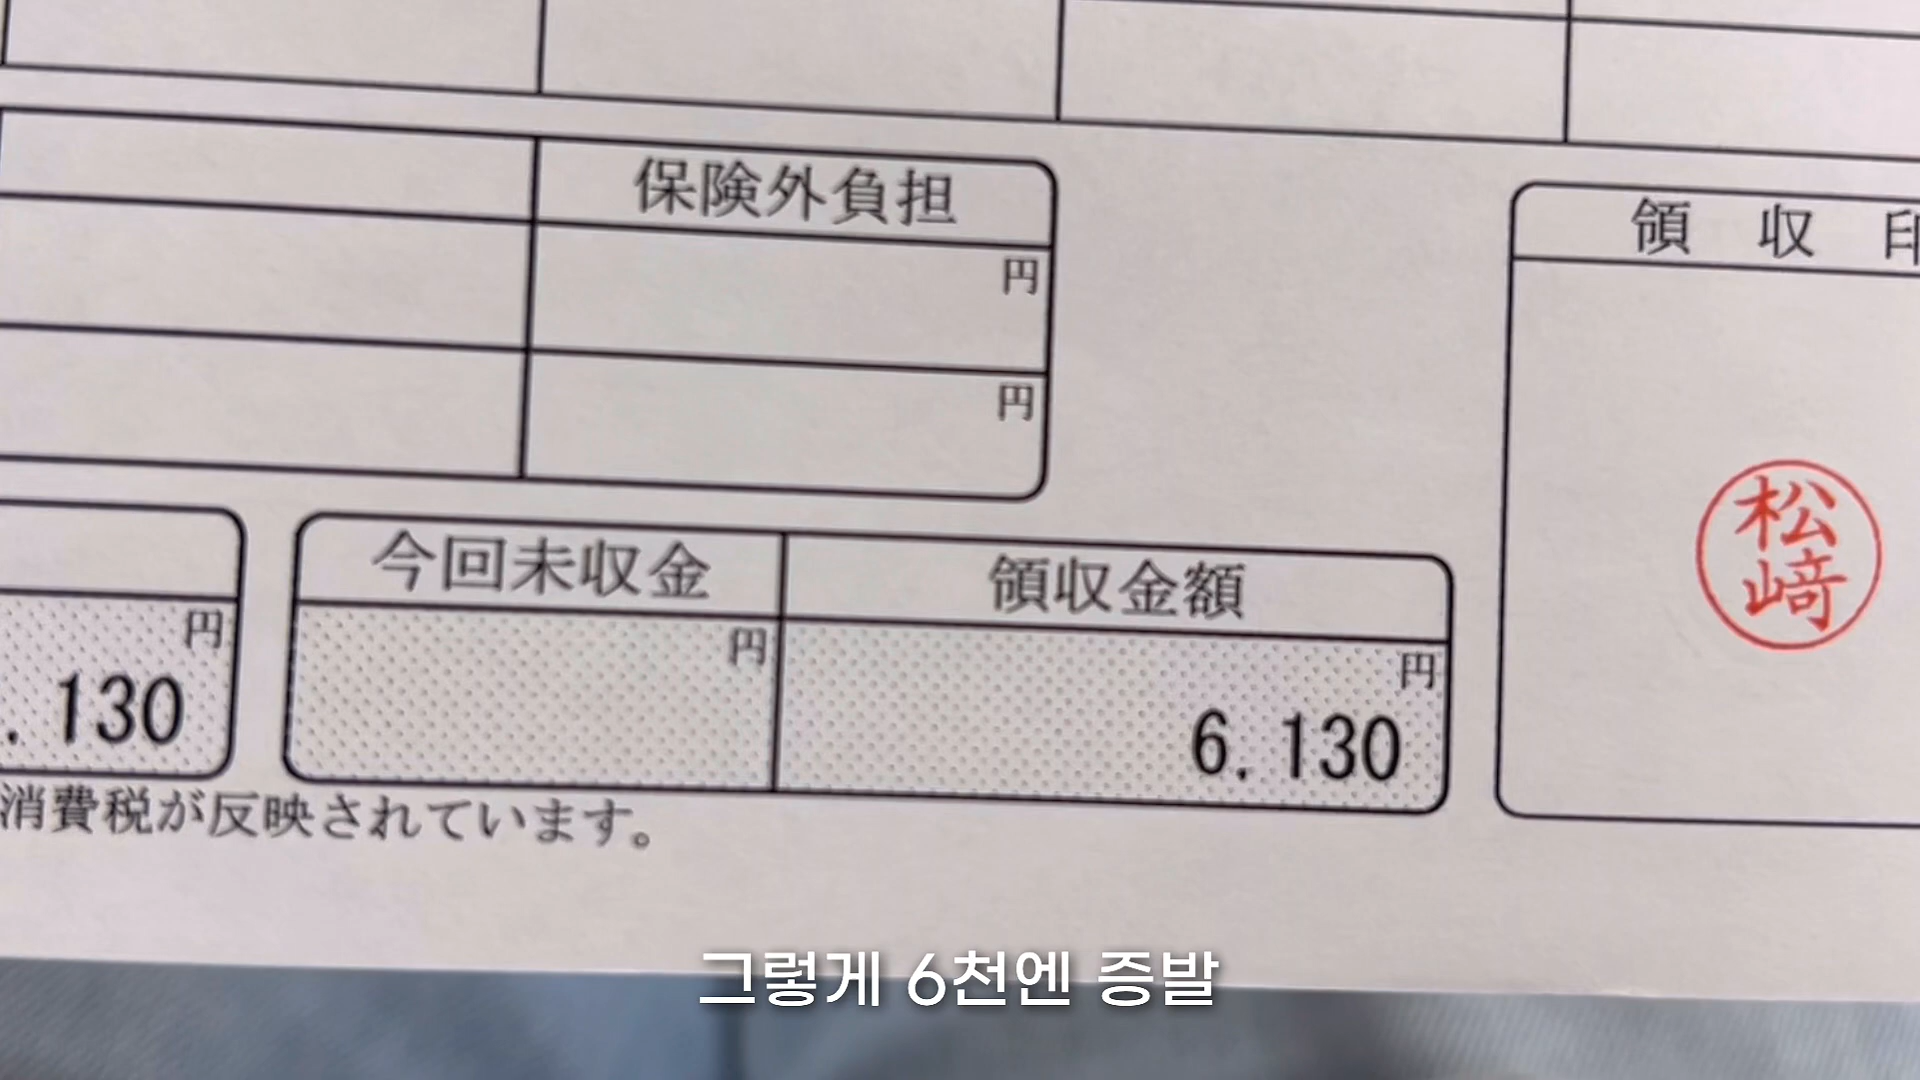 保険外負担
円
円
領 収 印
松
﨑
今回未収金
領収金額
円
円
円
.130
6.130
消費税が反映されています。
그렇게 6천엔 증발